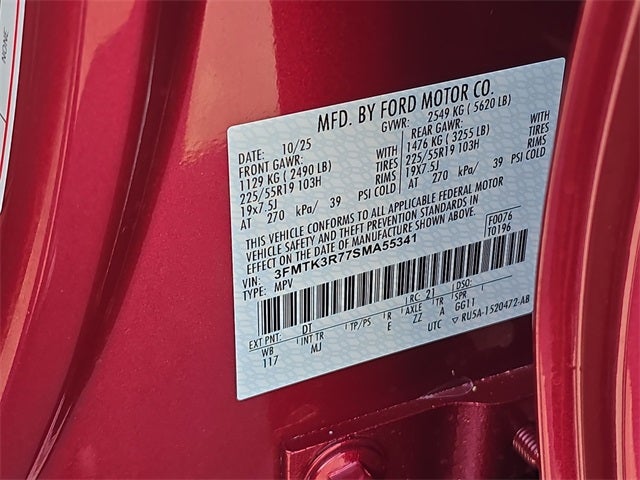 NONE
MFD. BY FORD MOTOR CO.
DATE: 10/25 GVWR: 2549 KG ( 5620 LB)
FRONT GAWR: REAR GAWR:
1129 KG ( 2490 LB) WITH 1476 KG ( 3255 LB) WITH
225/55R19 103H TIRES 225/55R19 103H TIRES
19x7.5J RIMS 19x7.5J RIMS
AT 270 kPa/ 39 PSI COLD AT 270 kPa/ 39 PSI COLD
THIS VEHICLE CONFORMS TO ALL APPLICABLE FEDERAL MOTOR
VEHICLE SAFETY AND THEFT PREVENTION STANDARDS IN
EFFECT ON THE DATE OF MANUFACTURE SHOWN ABOVE.
F0076
T0196
VIN: 3FMTK3R77SMA55341
TYPE: MPV
RC: 21 DSO:
EXT PNT: DT
WB INT TR TP/PS R AXLE TR SPR
117 MJ E ZZ A GG11
UTC ▽ RU5A-1520472-AB